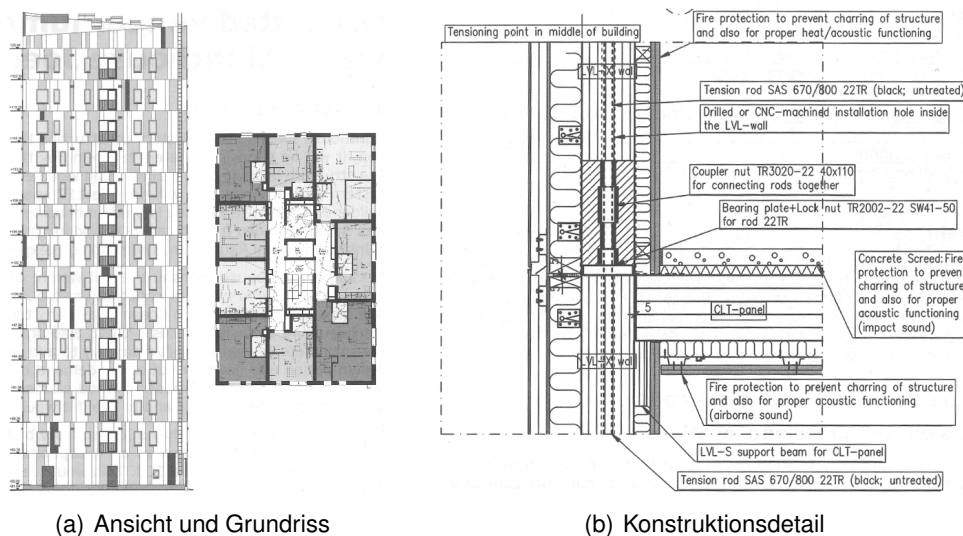 Tensioning point in middle of building
Fire protection to prevent charring of structure
and also for proper heat/acoustic functioning
LVL-X wall
Tension rod SAS 670/800 22TR (black; untreated)
Drilled or CNC-machined installation hole inside
the LVL-wall
Coupler nut TR3020-22 40x110
for connecting rods together
Bearing plate+Lock nut TR2002-22 SW41-50
for rod 22TR
Concrete Screed:Fire
protection to preven
charring of structure
and also for proper
acoustic functioning
(impact sound)
5
CLT-panel
LVL-X wall
Fire protection to prevent charring of structure
and also for proper acoustic functioning
(airborne sound)
LVL-S support beam for CLT-panel
Tension rod SAS 670/800 22TR (black; untreated)
(a) Ansicht und Grundriss
(b) Konstruktionsdetail